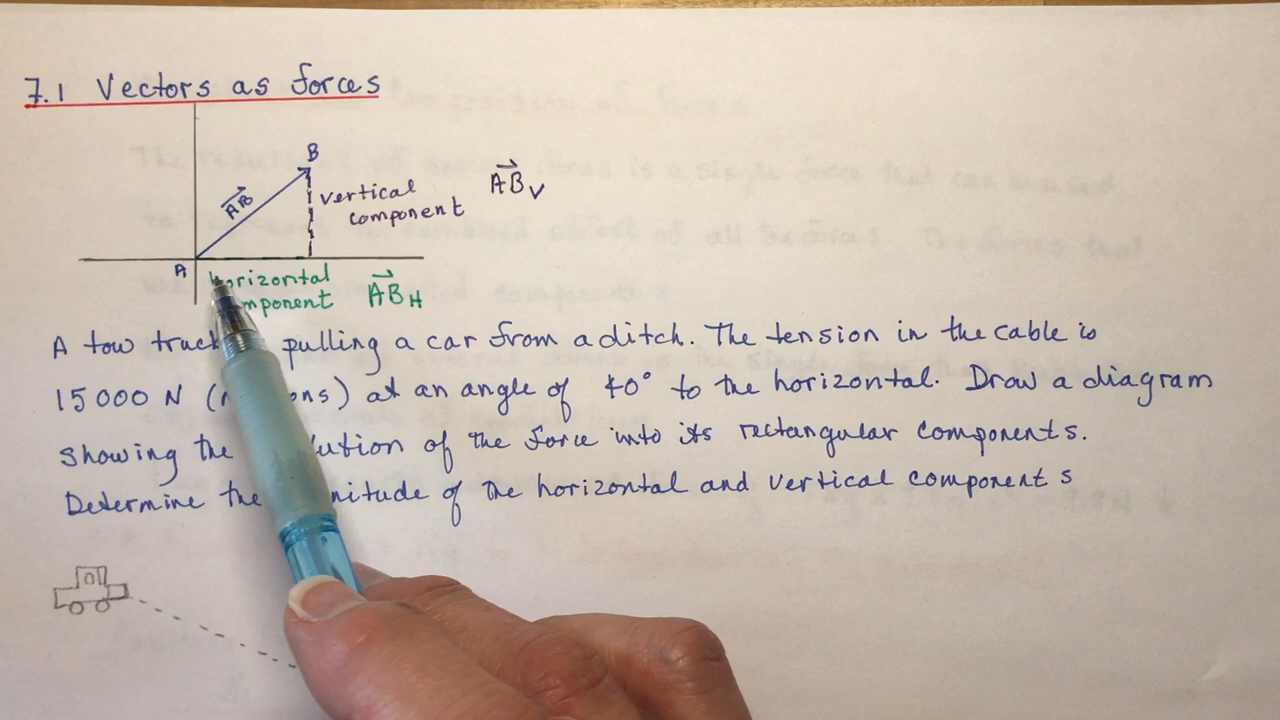 7.1 Vectors as forces
B
AB
vertical
component
AB V
A
horizontal
component AB H
A tow truck pulling a car from a ditch. The tension in the cable is
15000 N ( ons) at an angle of 40° to the horizontal. Draw a diagram
showing the lution of the force into its rectangular components.
Determine the nitude of the horizontal and vertical components